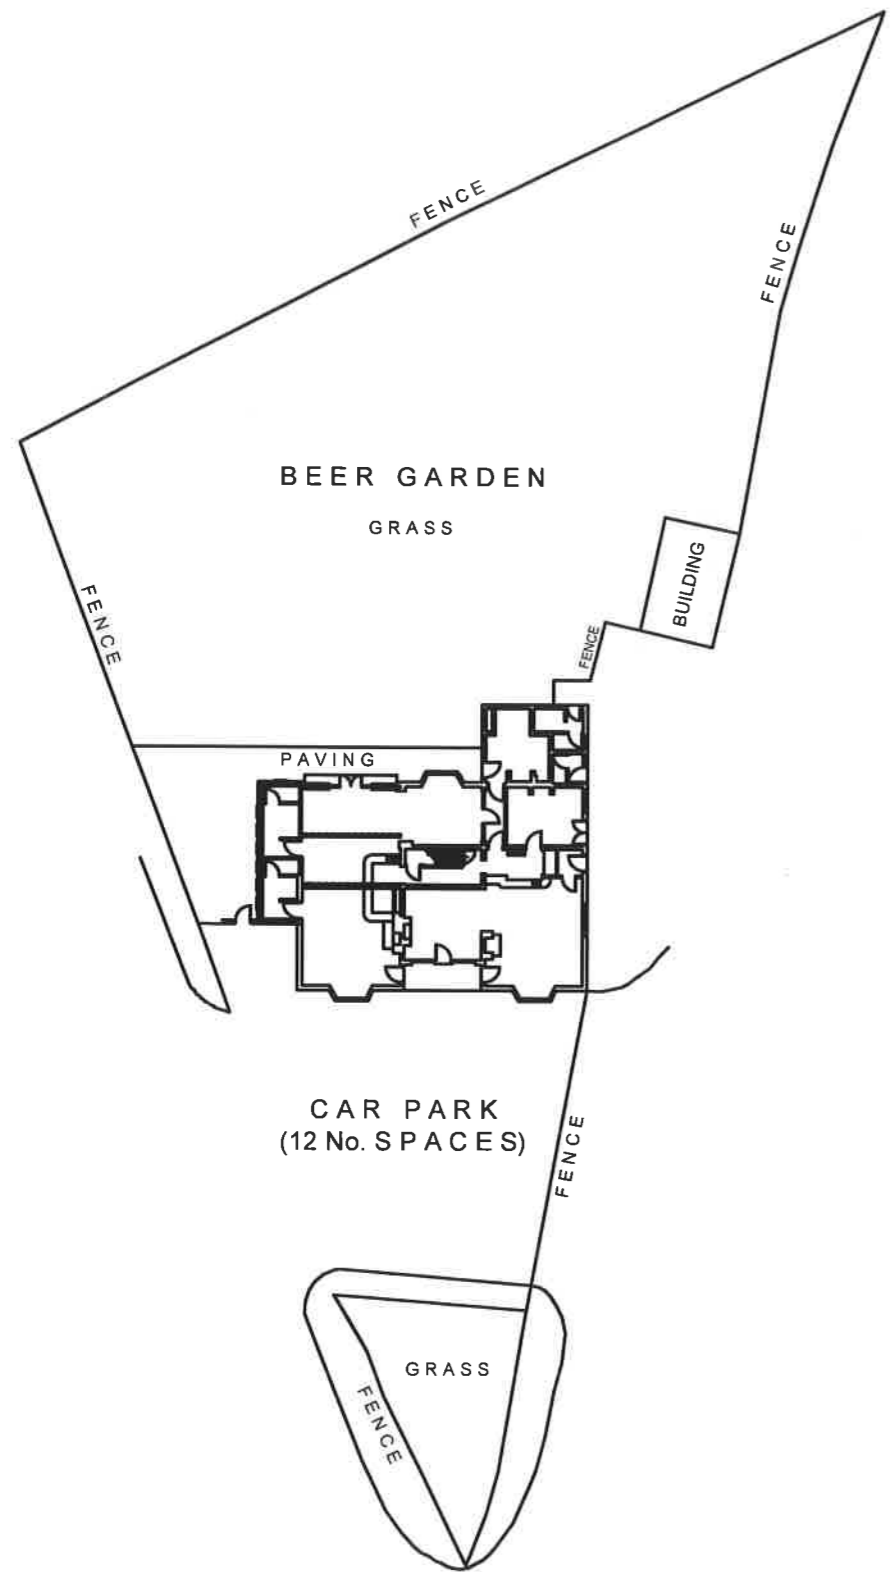 FENCE
FENCE
BEER GARDEN
GRASS
BUILDING
FENCE
FENCE
PAVING
CAR PARK
(12 No. SPACES)
FENCE
GRASS
FENCE